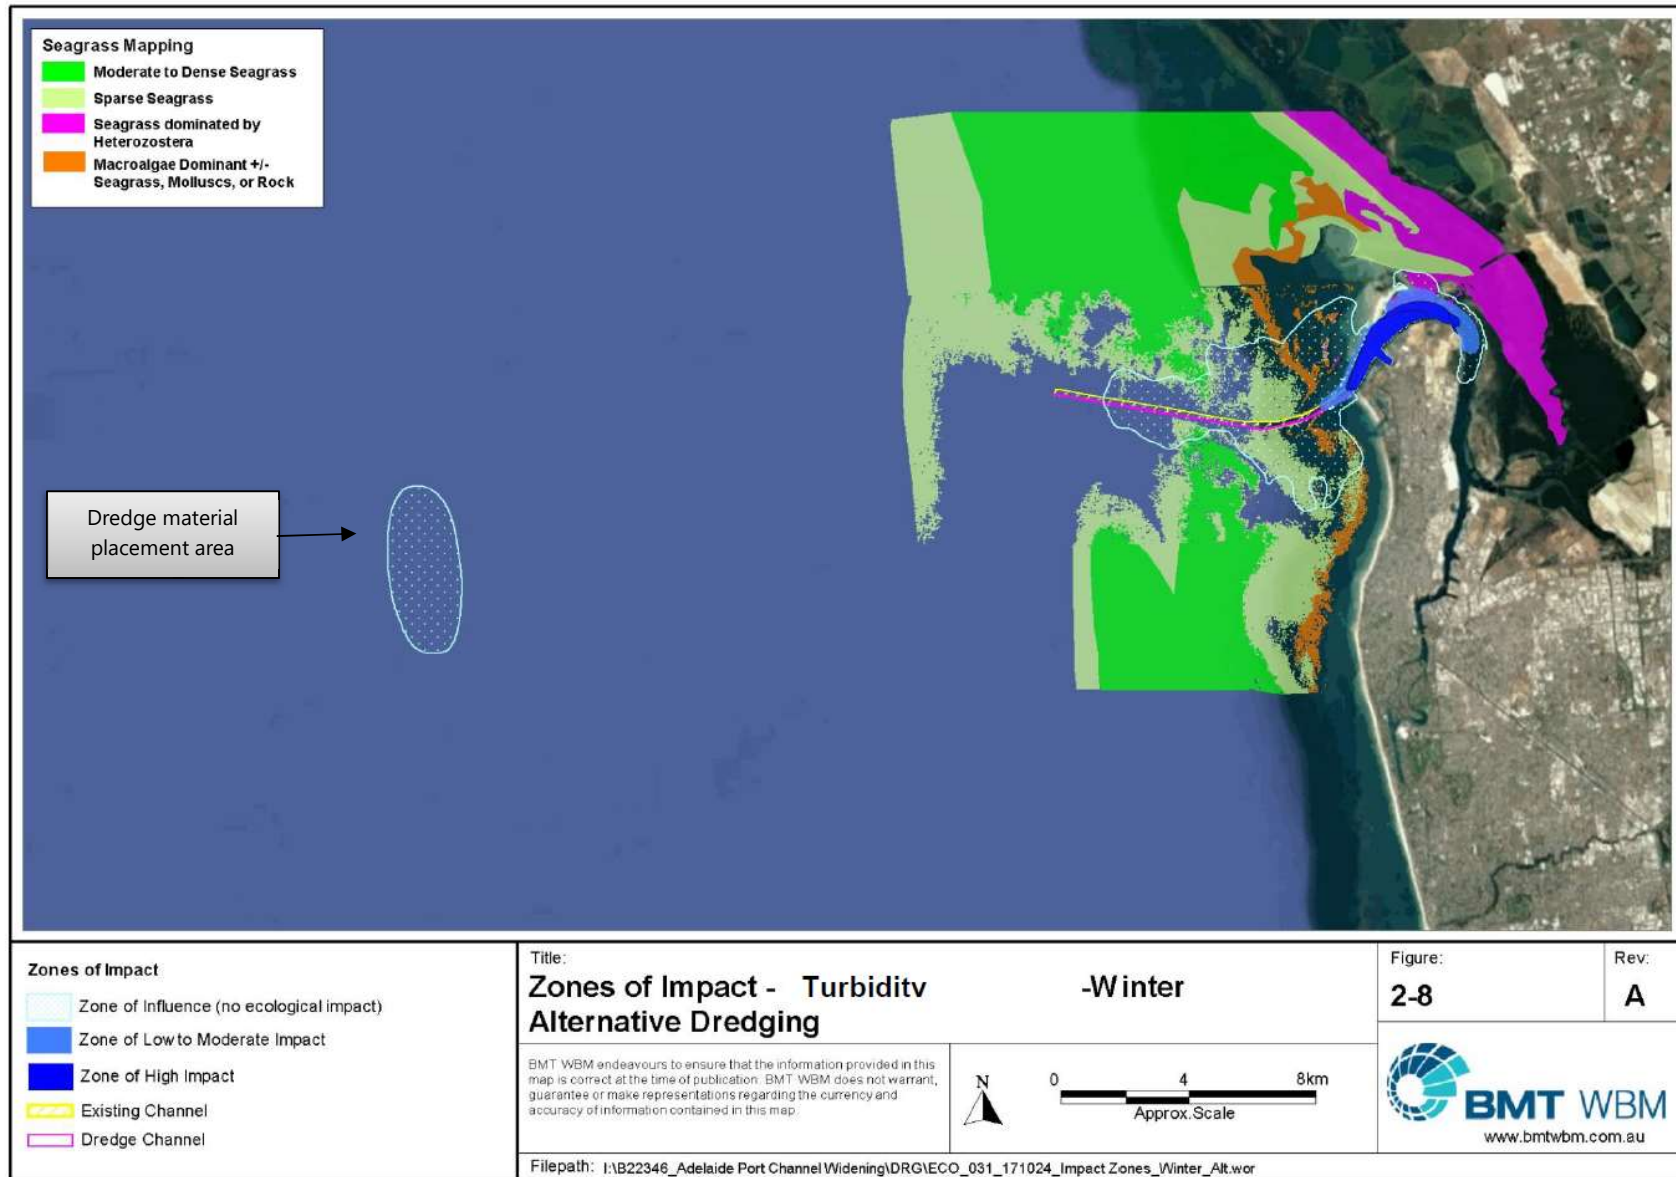 Seagrass Mapping
Moderate to Dense Seagrass
Sparse Seagrass
Seagrass dominated by
Heterozostera
Macroalgae Dominant +/-
Seagrass, Molluscs, or Rock
Dredge material
placement area
Zones of Impact
Zone of Influence (no ecological impact)
Zone of Low to Moderate Impact
Zone of High Impact
Existing Channel
Dredge Channel
Title:
Zones of Impact - Turbidity -Winter
Alternative Dredging
BMT WBM endeavours to ensure that the information provided in this
map is correct at the time of publication. BMT WBM does not warrant,
guarantee or make representations regarding the currency and
accuracy of information contained in this map.
N
0 4 8km
Approx.Scale
Figure:
2-8
Rev:
A
BMT WBM
www.bmtwbm.com.au
Filepath: I:\B22346_Adelaide Port Channel Widening\DRG\ECO_031_171024_Impact Zones_Winter_Alt.wor